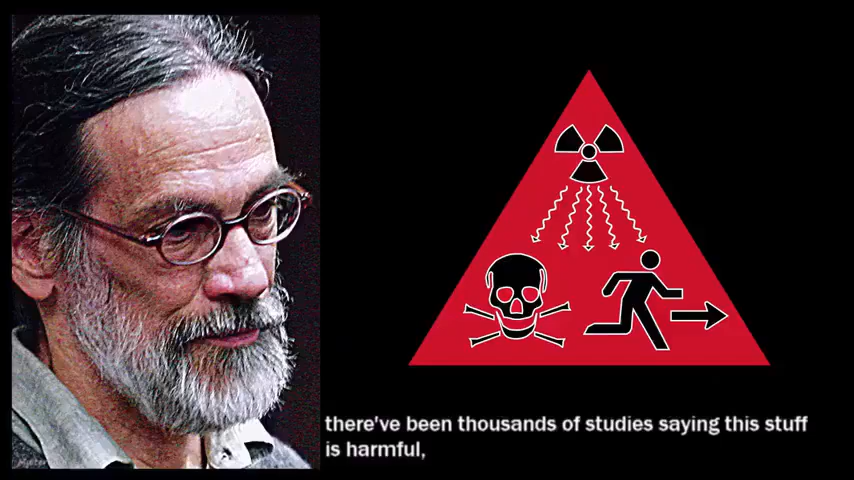 there've been thousands of studies saying this stuff
is harmful,